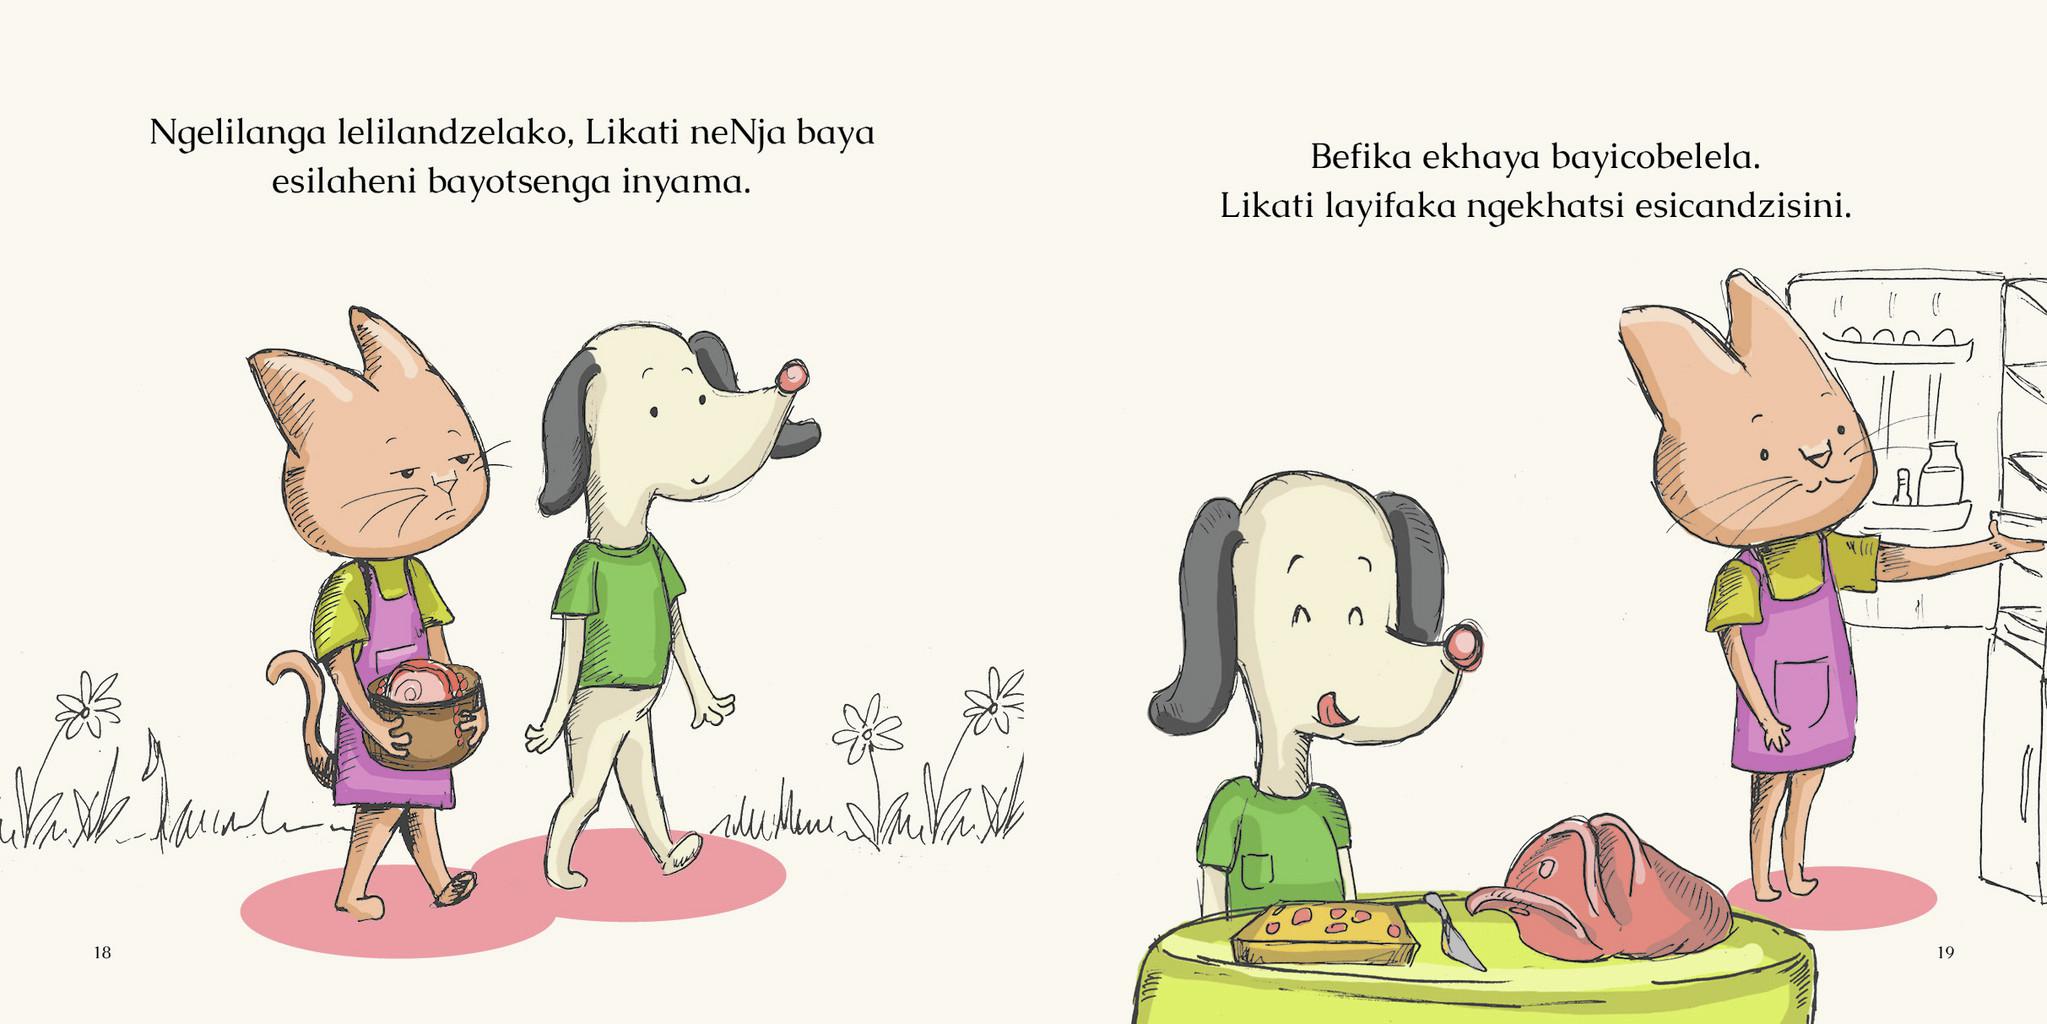 Ngelilanga lelilandzelako, Likati neNja baya
esilaheni bayotsenga inyama.
18
Befika ekhaya bayicobelela.
Likati layifaka ngekhatsi esicandzisini.
19